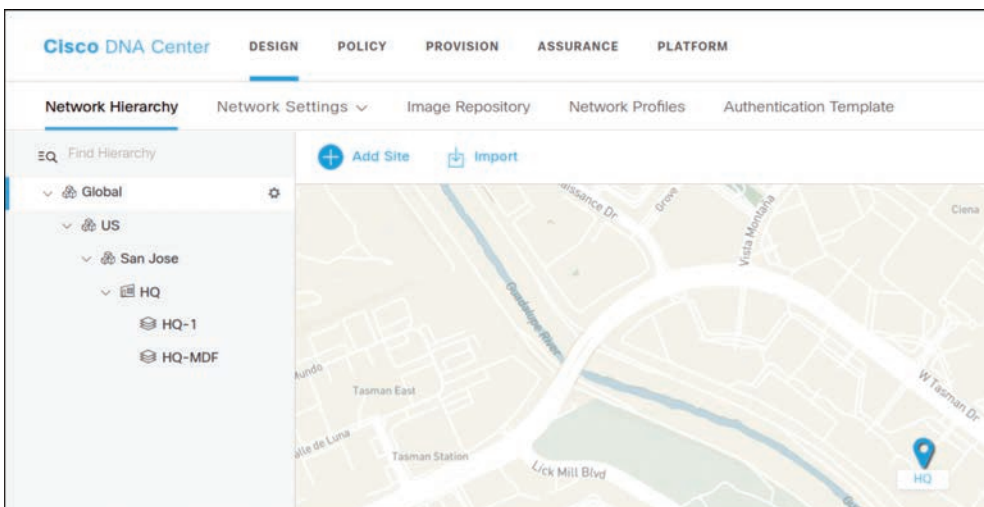 Cisco DNA Center DESIGN POLICY PROVISION ASSURANCE PLATFORM
Network Hierarchy Network Settings Image Repository Network Profiles Authentication Template
Find Hierarchy
Add Site Import
Global
US
San Jose
HQ
HQ-1
HQ-MDF
Grove
Vista Montana
Ciena
Guadalupe River
Tasman East
Tasman Station
Lick Mill Blvd
W Tasman Dr
HQ